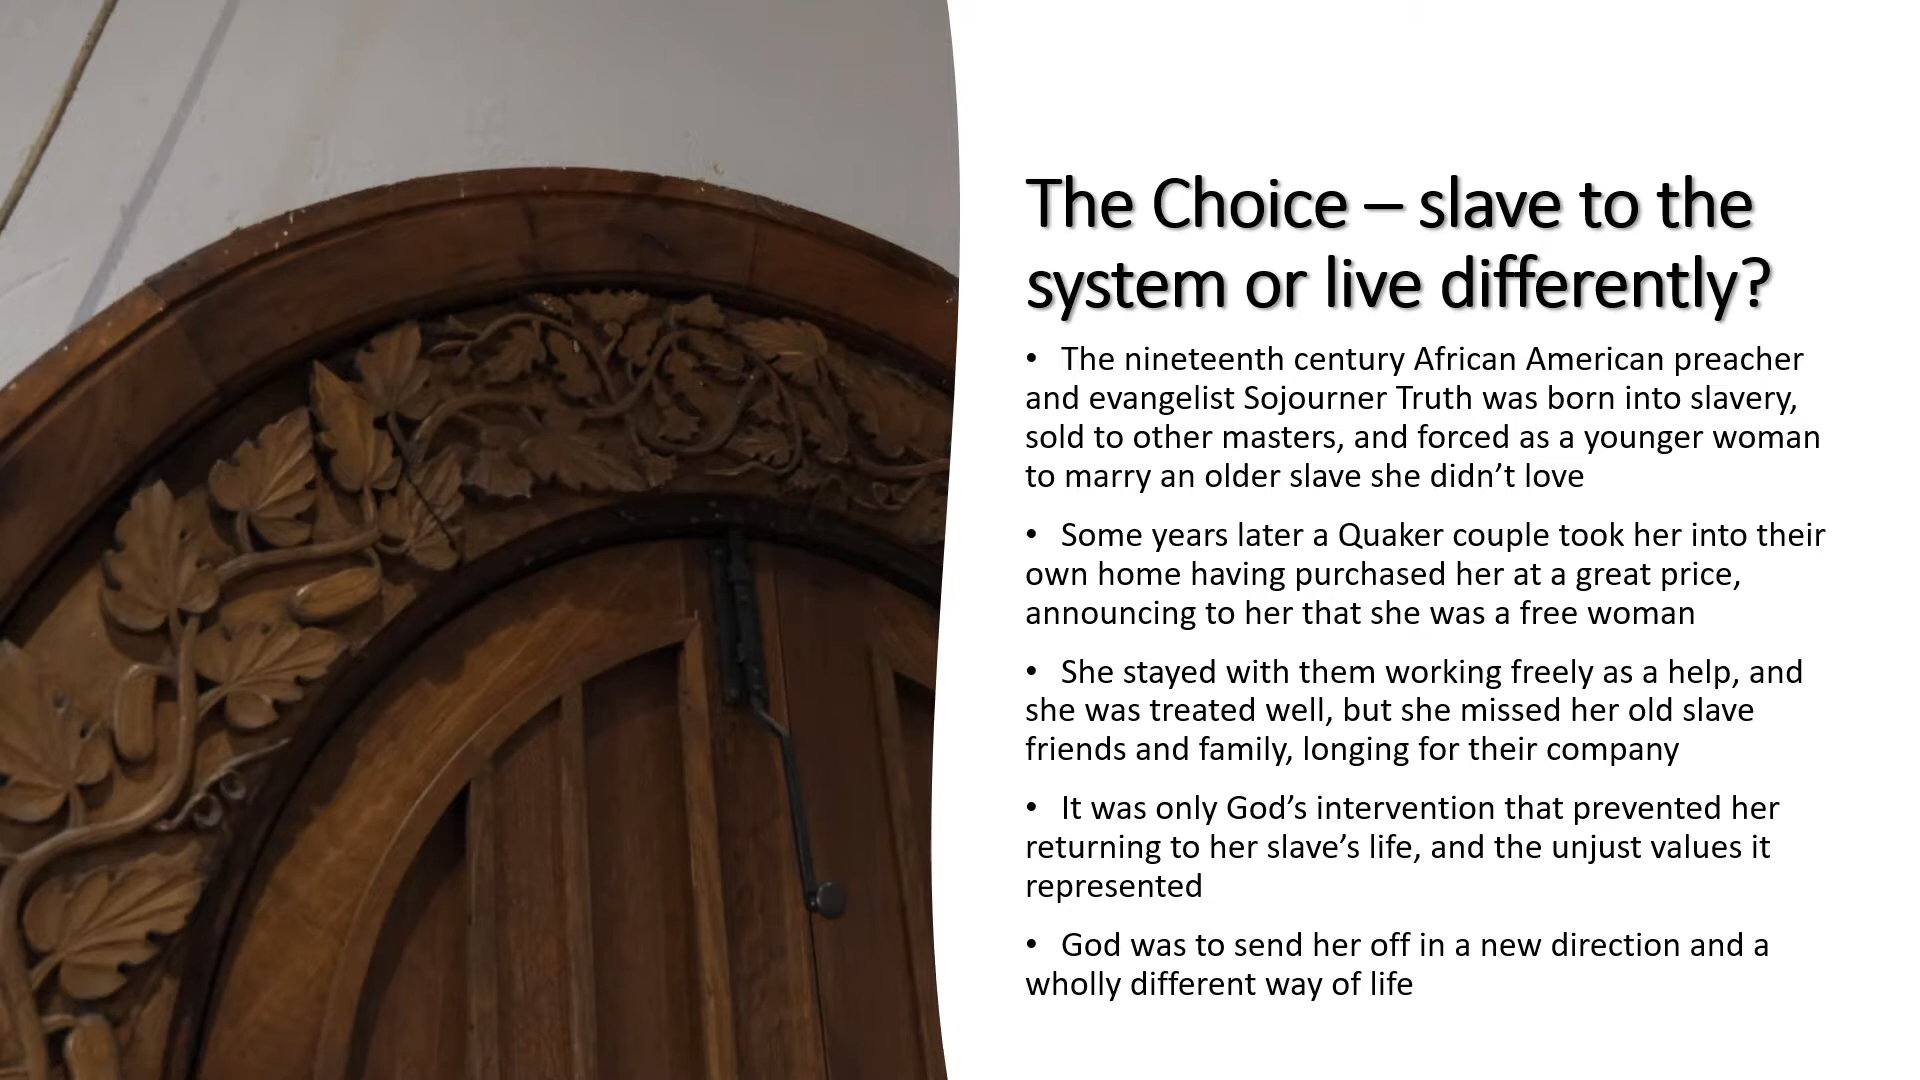 The Choice – slave to the
system or live differently?
• The nineteenth century African American preacher
and evangelist Sojourner Truth was born into slavery,
sold to other masters, and forced as a younger woman
to marry an older slave she didn’t love
• Some years later a Quaker couple took her into their
own home having purchased her at a great price,
announcing to her that she was a free woman
• She stayed with them working freely as a help, and
she was treated well, but she missed her old slave
friends and family, longing for their company
• It was only God’s intervention that prevented her
returning to her slave’s life, and the unjust values it
represented
• God was to send her off in a new direction and a
wholly different way of life